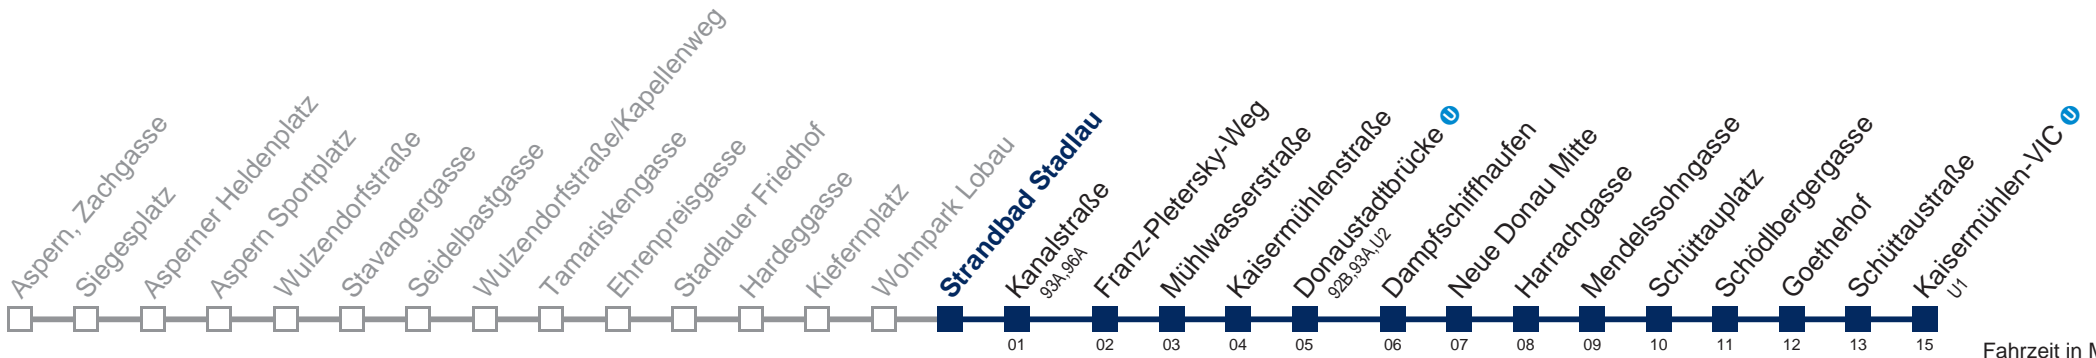 Aspern, Zachgasse
Siegesplatz
Asperner Heldenplatz
Aspern Sportplatz
Wulzendorfstraße
Stavangergasse
Seidelbastgasse
Wulzendorfstraße/Kapellenweg
Tamariskengasse
Ehrenpreisgasse
Stadlauer Friedhof
Hardeggasse
Kiefernplatz
Wohnpark Lobau
Strandbad Stadlau
Kanalstraße
93A,96A
Franz-Pletersky-Weg
Mühlwasserstraße
Kaisermühlenstraße
Donaustadtbrücke U
92B,93A,U2
Dampfschiffhaufen
Neue Donau Mitte
Harrachgasse
Mendelssohngasse
Schüttauplatz
Schödlbergergasse
Goethehof
Schüttaustraße
Kaisermühlen-VIC U
U1
01 02 03 04 05 06 07 08 09 10 11 12 13 15
Fahrzeit in M